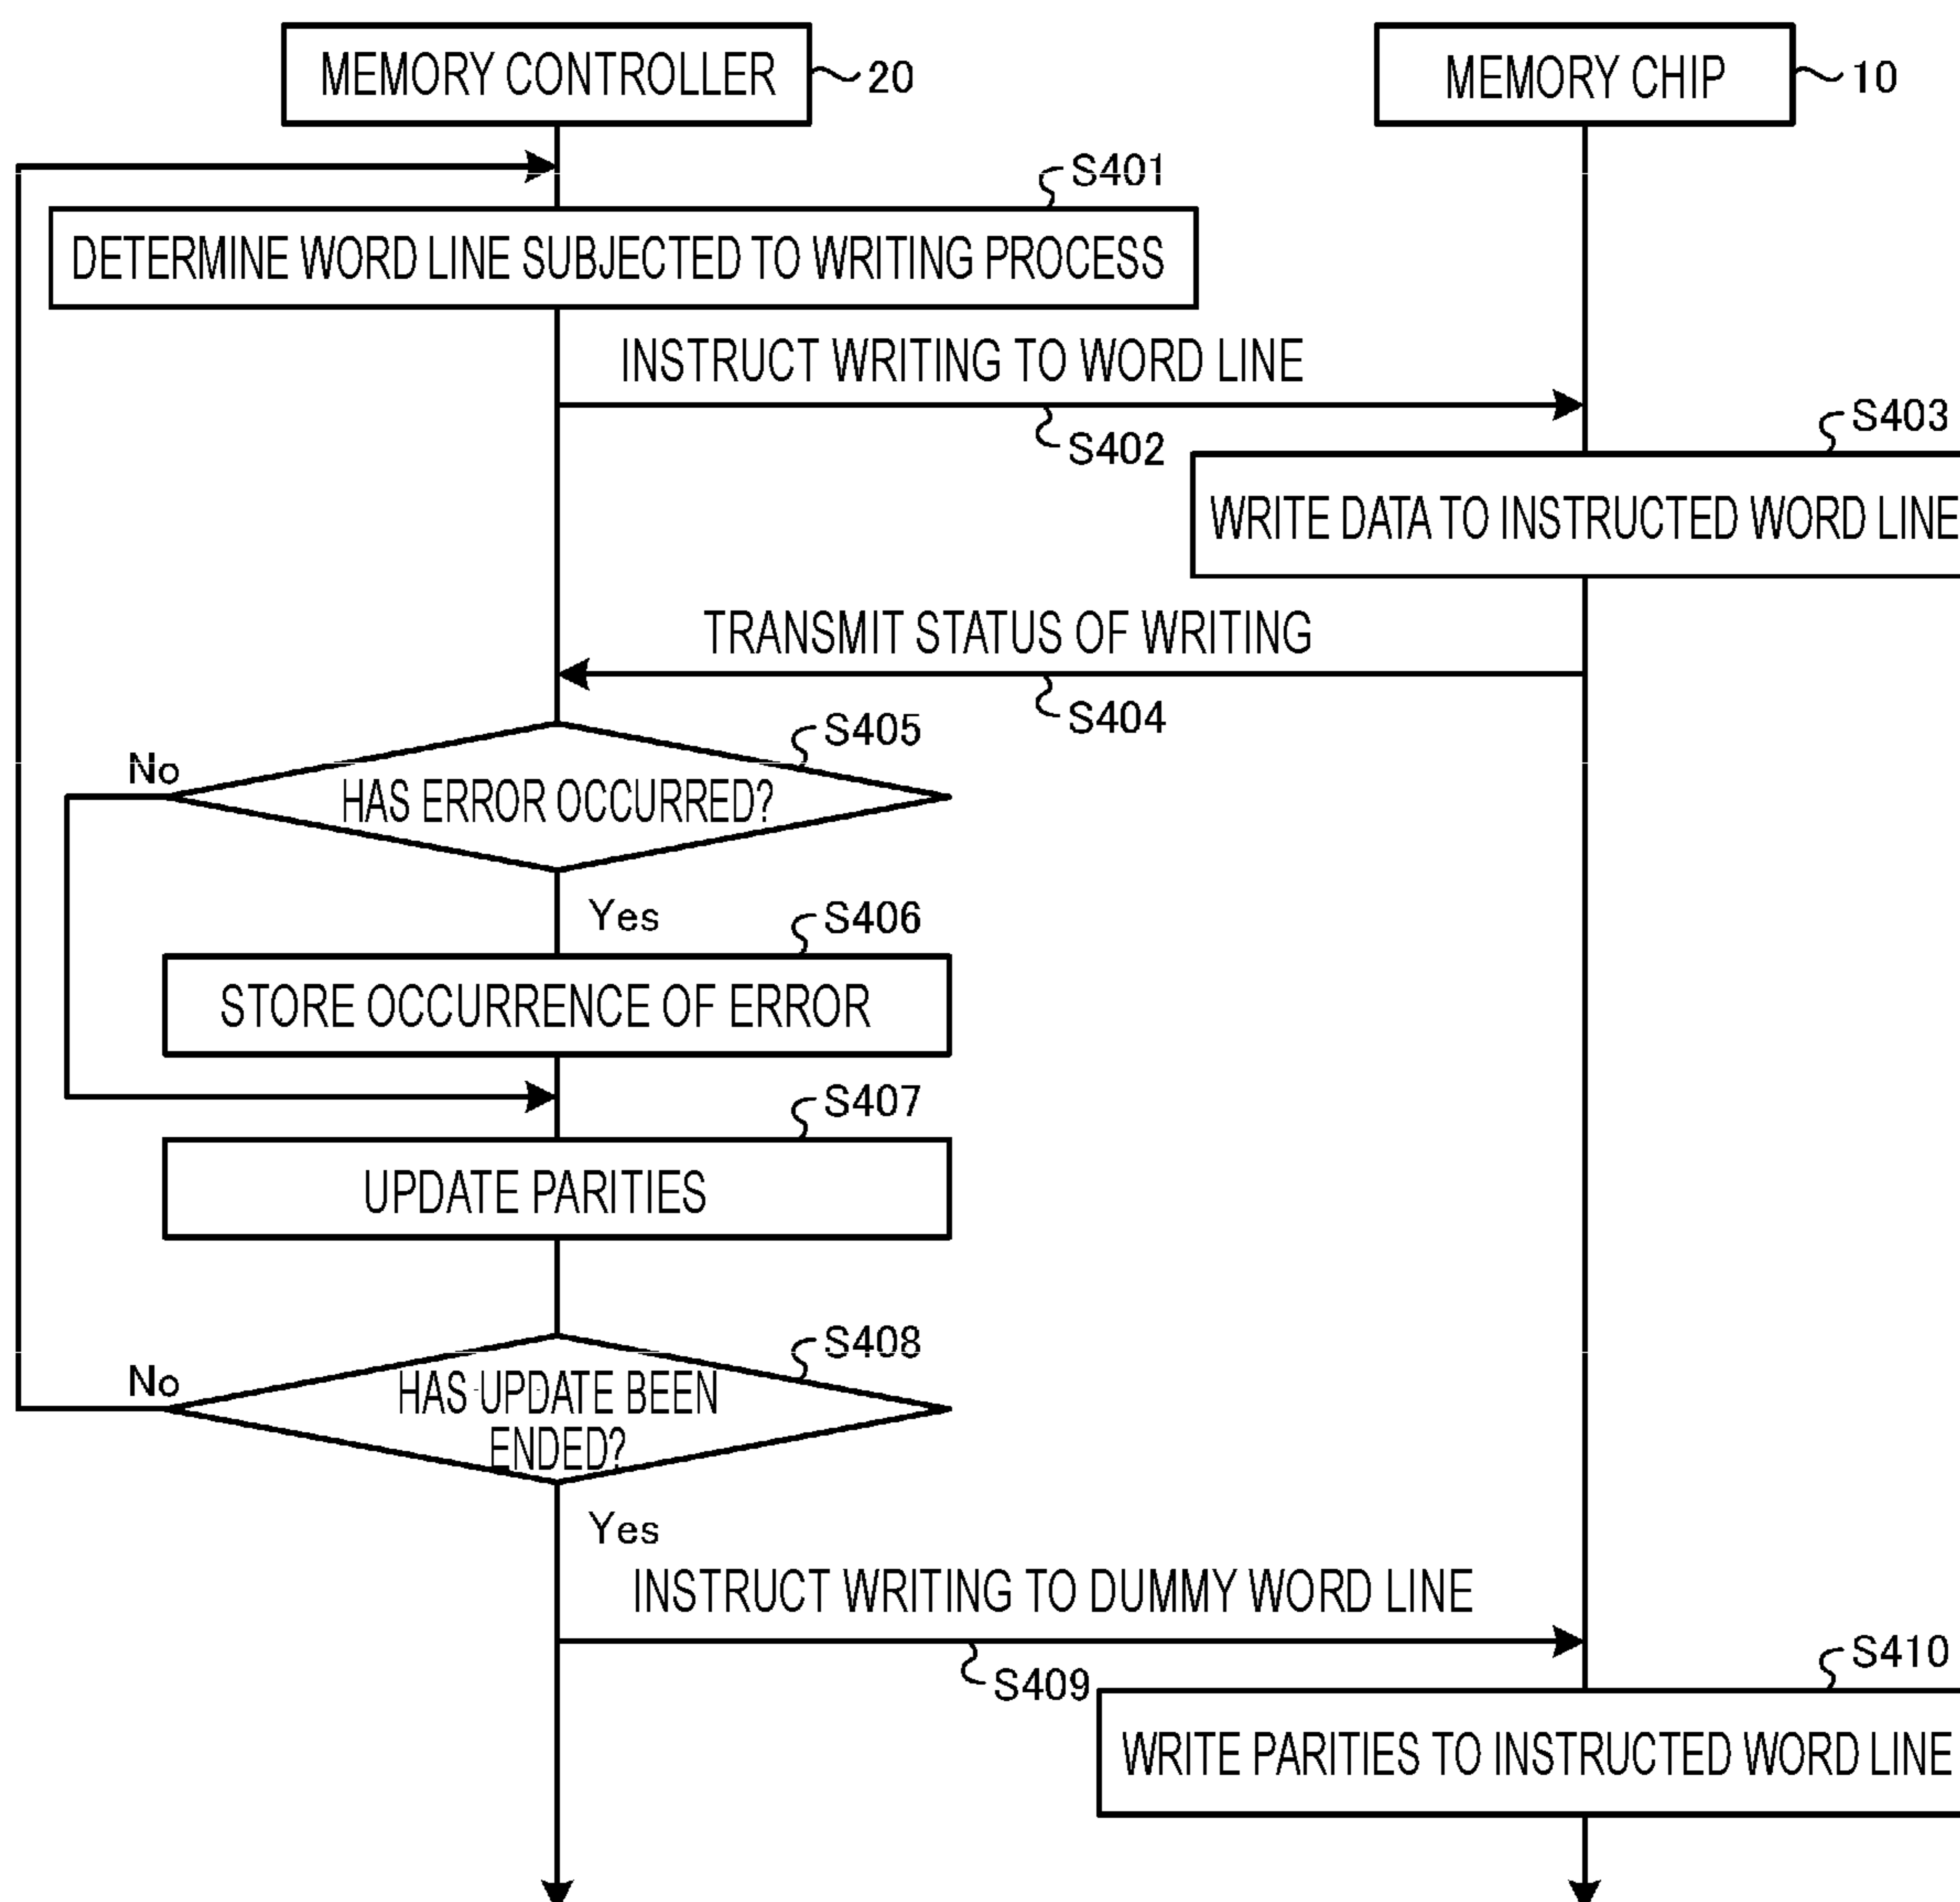 MEMORY CONTROLLER
20
MEMORY CHIP
10
S401
DETERMINE WORD LINE SUBJECTED TO WRITING PROCESS
INSTRUCT WRITING TO WORD LINE
S402
S403
WRITE DATA TO INSTRUCTED WORD LINE
TRANSMIT STATUS OF WRITING
S404
S405
No
HAS ERROR OCCURRED?
Yes
S406
STORE OCCURRENCE OF ERROR
S407
UPDATE PARITIES
S408
No
HAS UPDATE BEEN
ENDED?
Yes
INSTRUCT WRITING TO DUMMY WORD LINE
S409
S410
WRITE PARITIES TO INSTRUCTED WORD LINE